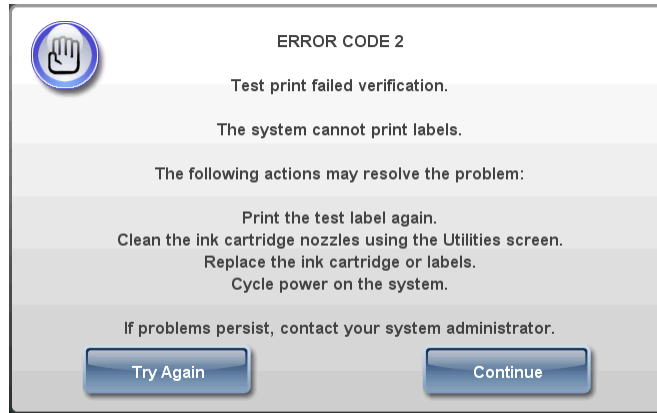 ERROR CODE 2
Test print failed verification.
The system cannot print labels.
The following actions may resolve the problem:
Print the test label again.
Clean the ink cartridge nozzles using the Utilities screen.
Replace the ink cartridge or labels.
Cycle power on the system.
If problems persist, contact your system administrator.
Try Again
Continue